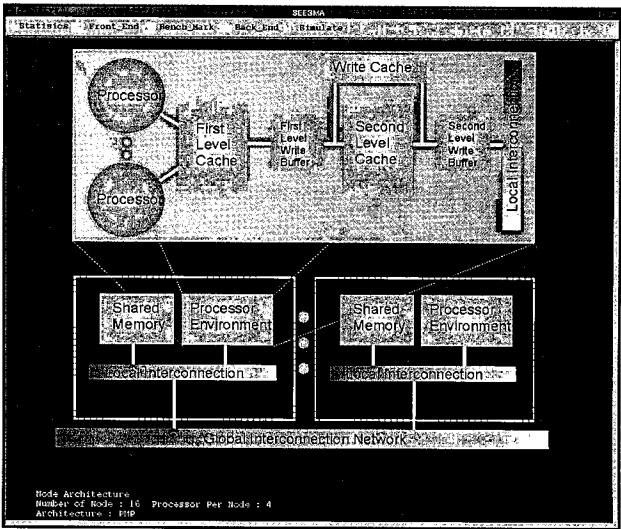 SEESMA
Statisics Front_End Bench_Mark Back_End Simulate
Write Cache
Processor
First
Level
Cache
First
Level
Write
Buffer
Second
Level
Cache
Second
Level
Write
Buffer
Local Interconnection
Processor
Shared
Memory
Processor
Environment
Shared
Memory
Processor
Environment
Local Interconnection
Local Interconnection
Global Interconnection Network
Node Architecture
Number of Node : 16 Processor Per Node : 4
Architecture : PMP